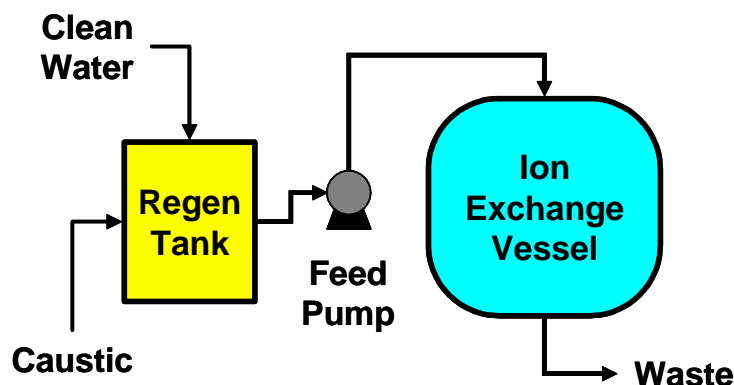 Clean
Water
Regen
Tank
Caustic
Feed
Pump
Ion
Exchange
Vessel
Waste